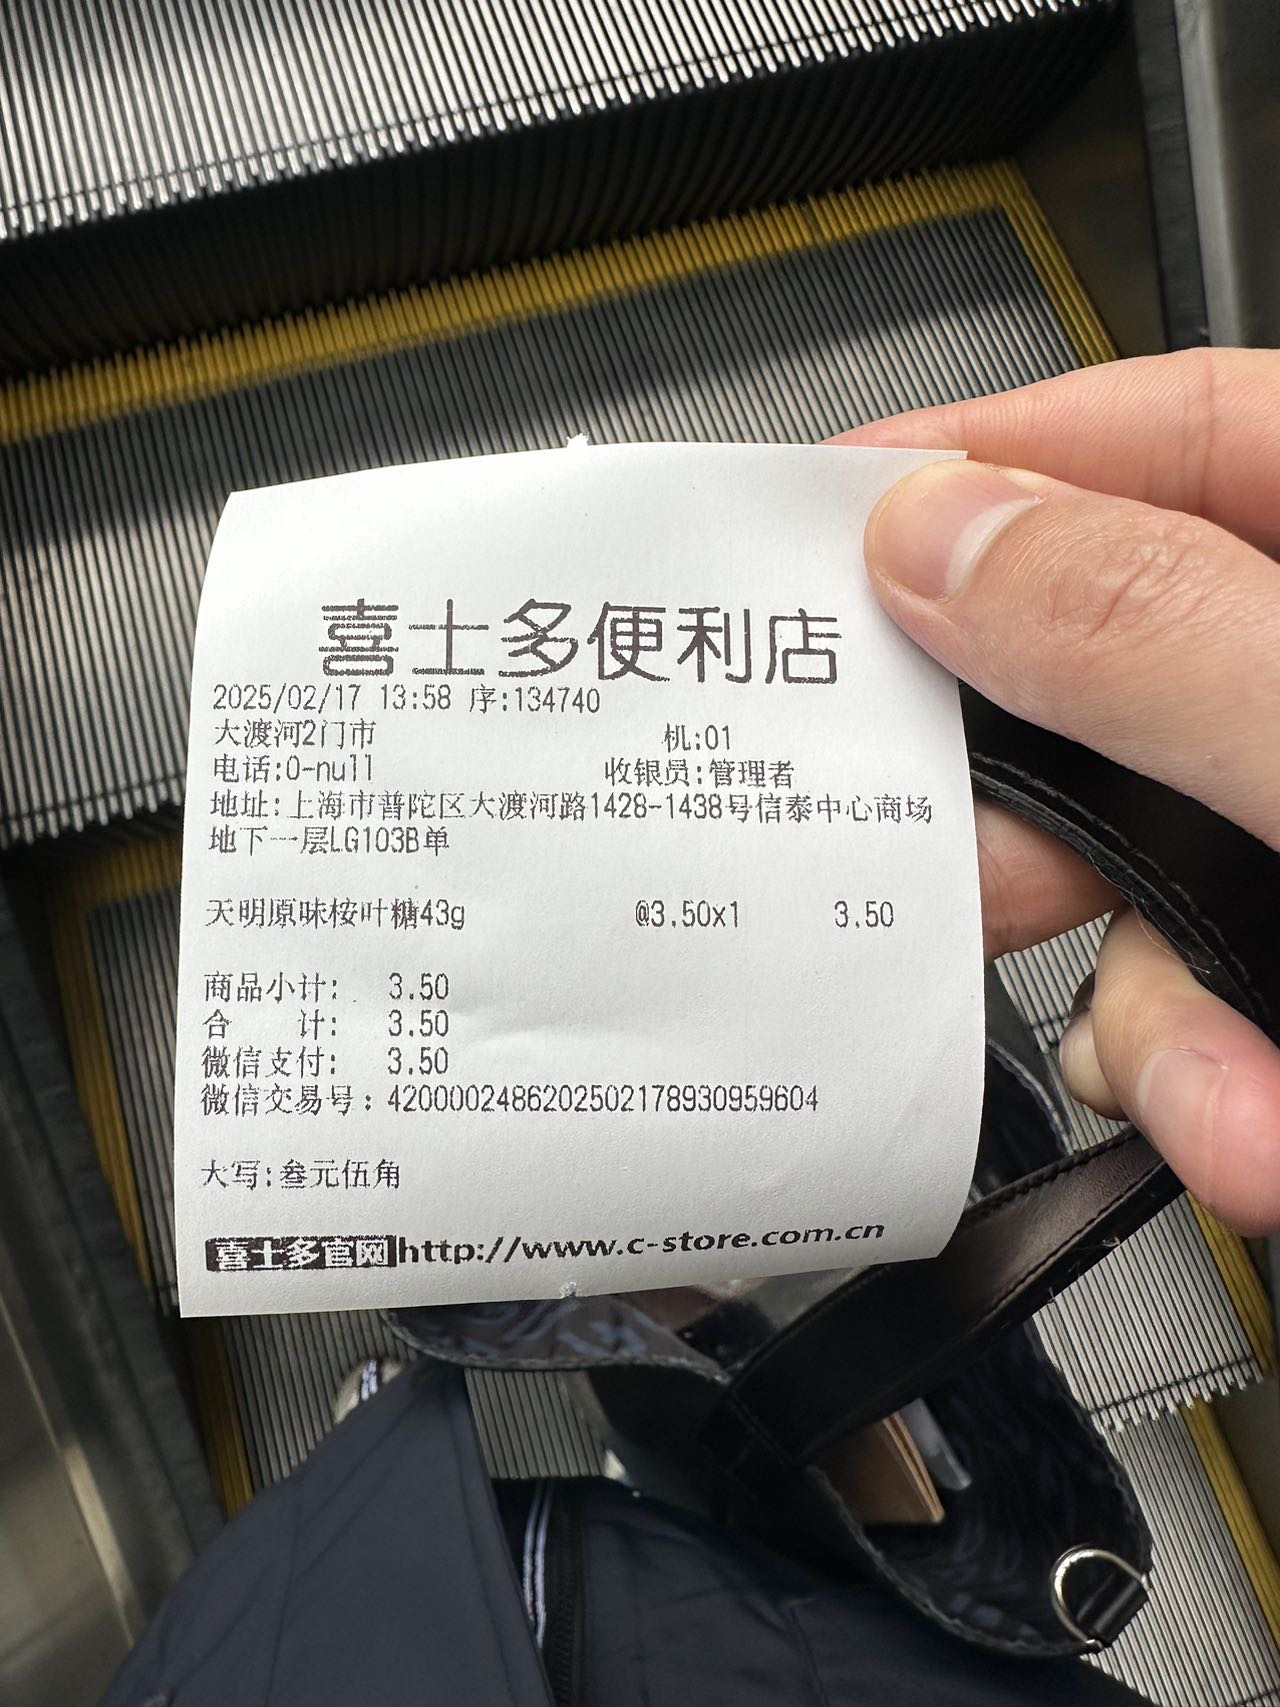 喜士多便利店
2025/02/17 13:58 序:134740
大渡河2门市 机:01
电话:0-null 收银员:管理者
地址:上海市普陀区大渡河路1428-1438号信泰中心商场
地下一层LG103B单
天明原味桉叶糖43g @3.50x1 3.50
商品小计: 3.50
合 计: 3.50
微信支付: 3.50
微信交易号: 4200002486202502178930959604
大写:叁元伍角
喜士多官网http://www.c-store.com.cn